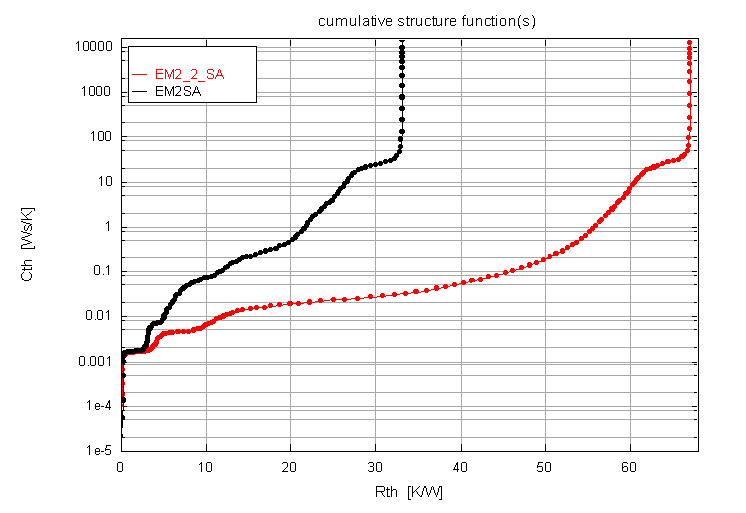 cumulative structure function(s)
EM2_2_SA
EM2SA
Cth [Ws/K]
10000
1000
100
10
1
0.1
0.01
0.001
1e-4
1e-5
0 10 20 30 40 50 60
Rth [K/W]